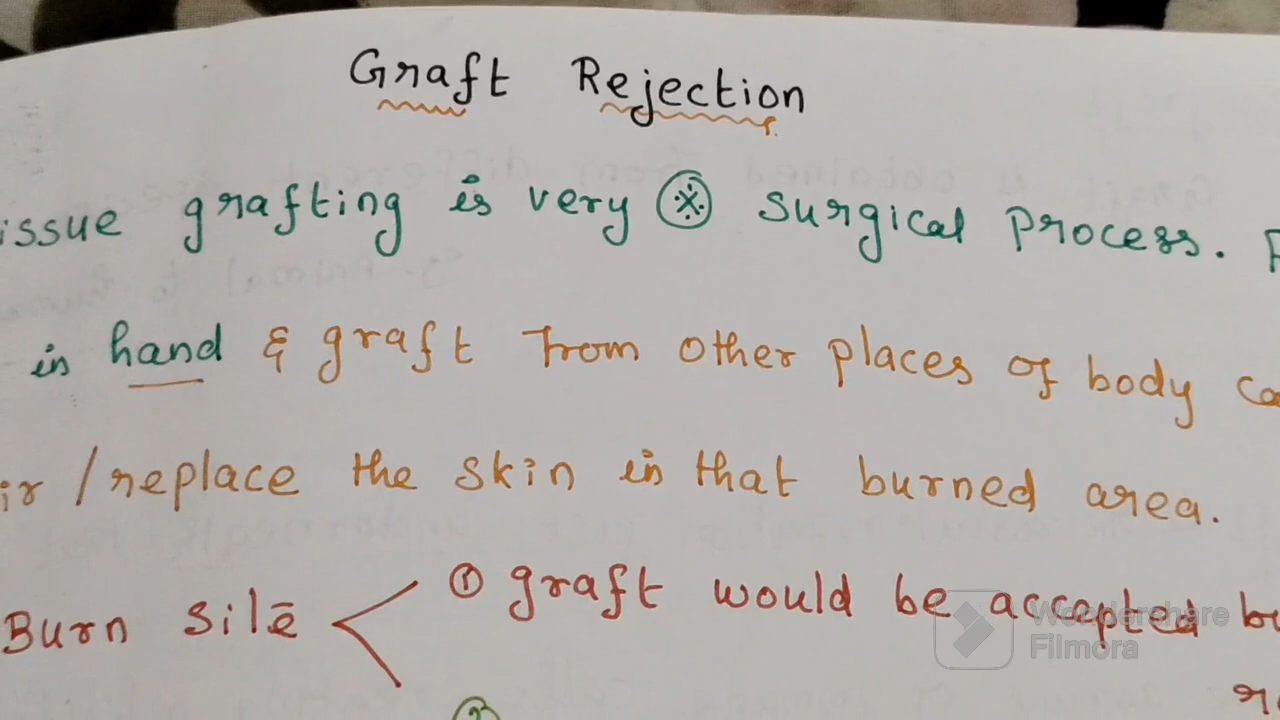 Graft Rejection
issue grafting is very ※ surgical process.
in hand & graft from other places of body
ir / replace the skin in that burned area.
Burn site ① graft would be accepted
②
Wondershare
Filmora